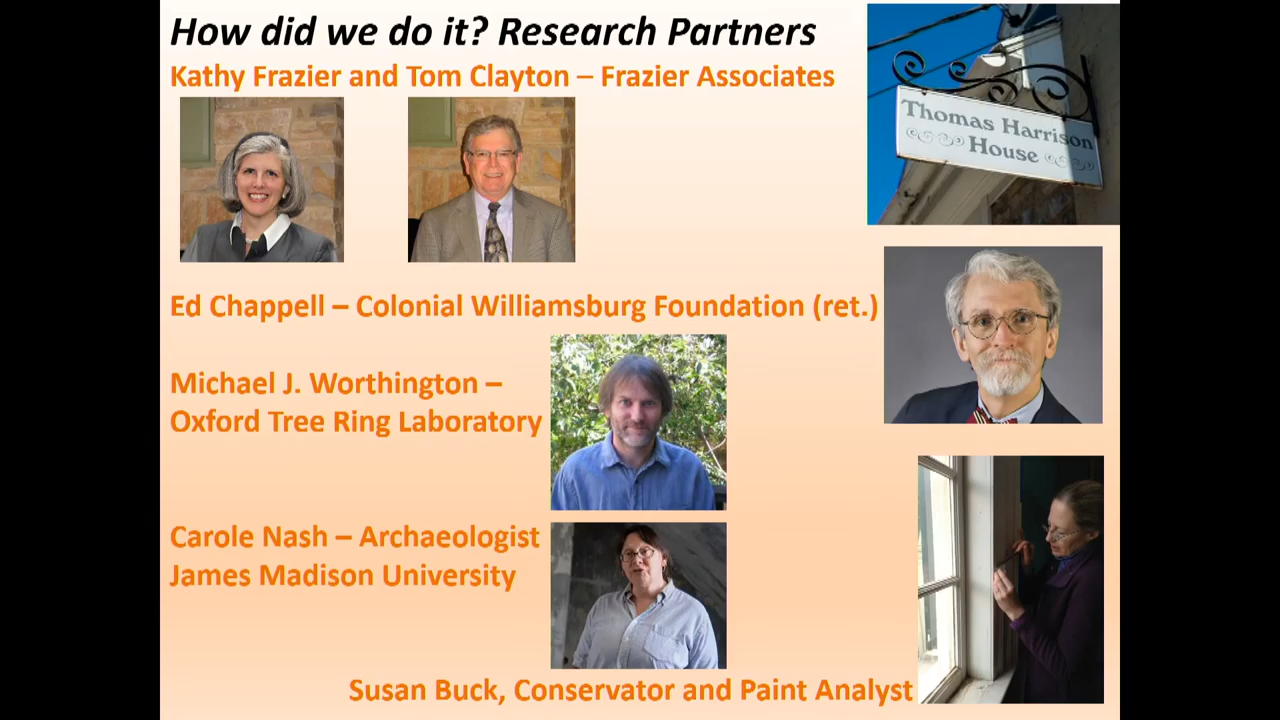 How did we do it? Research Partners
Kathy Frazier and Tom Clayton – Frazier Associates
Thomas Harrison
House
Ed Chappell – Colonial Williamsburg Foundation (ret.)
Michael J. Worthington –
Oxford Tree Ring Laboratory
Carole Nash – Archaeologist
James Madison University
Susan Buck, Conservator and Paint Analyst